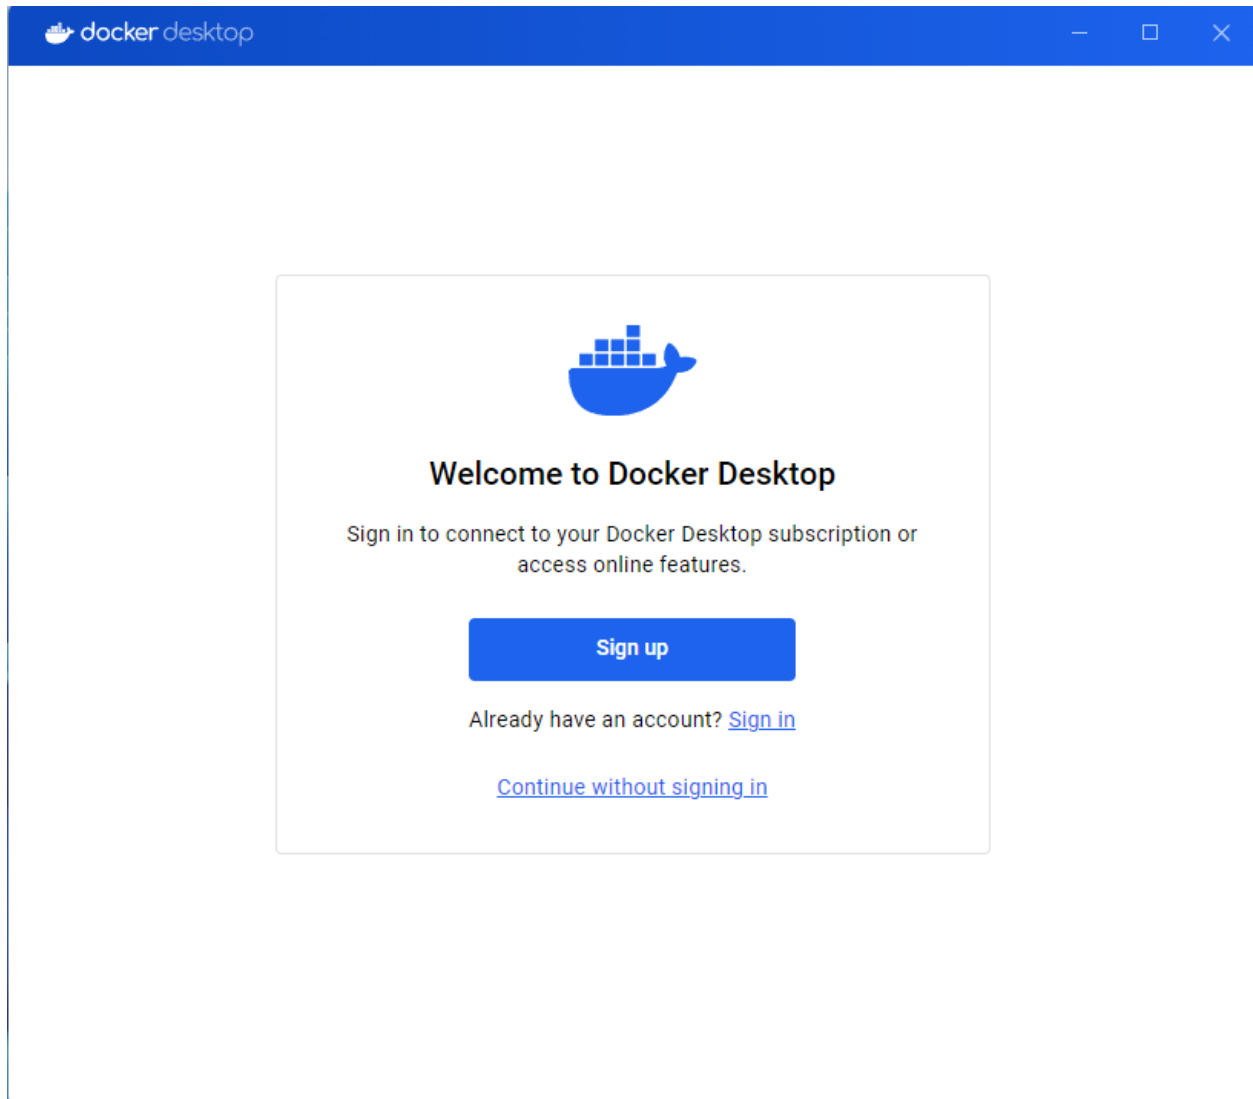 docker desktop
Welcome to Docker Desktop
Sign in to connect to your Docker Desktop subscription or
access online features.
Sign up
Already have an account? Sign in
Continue without signing in